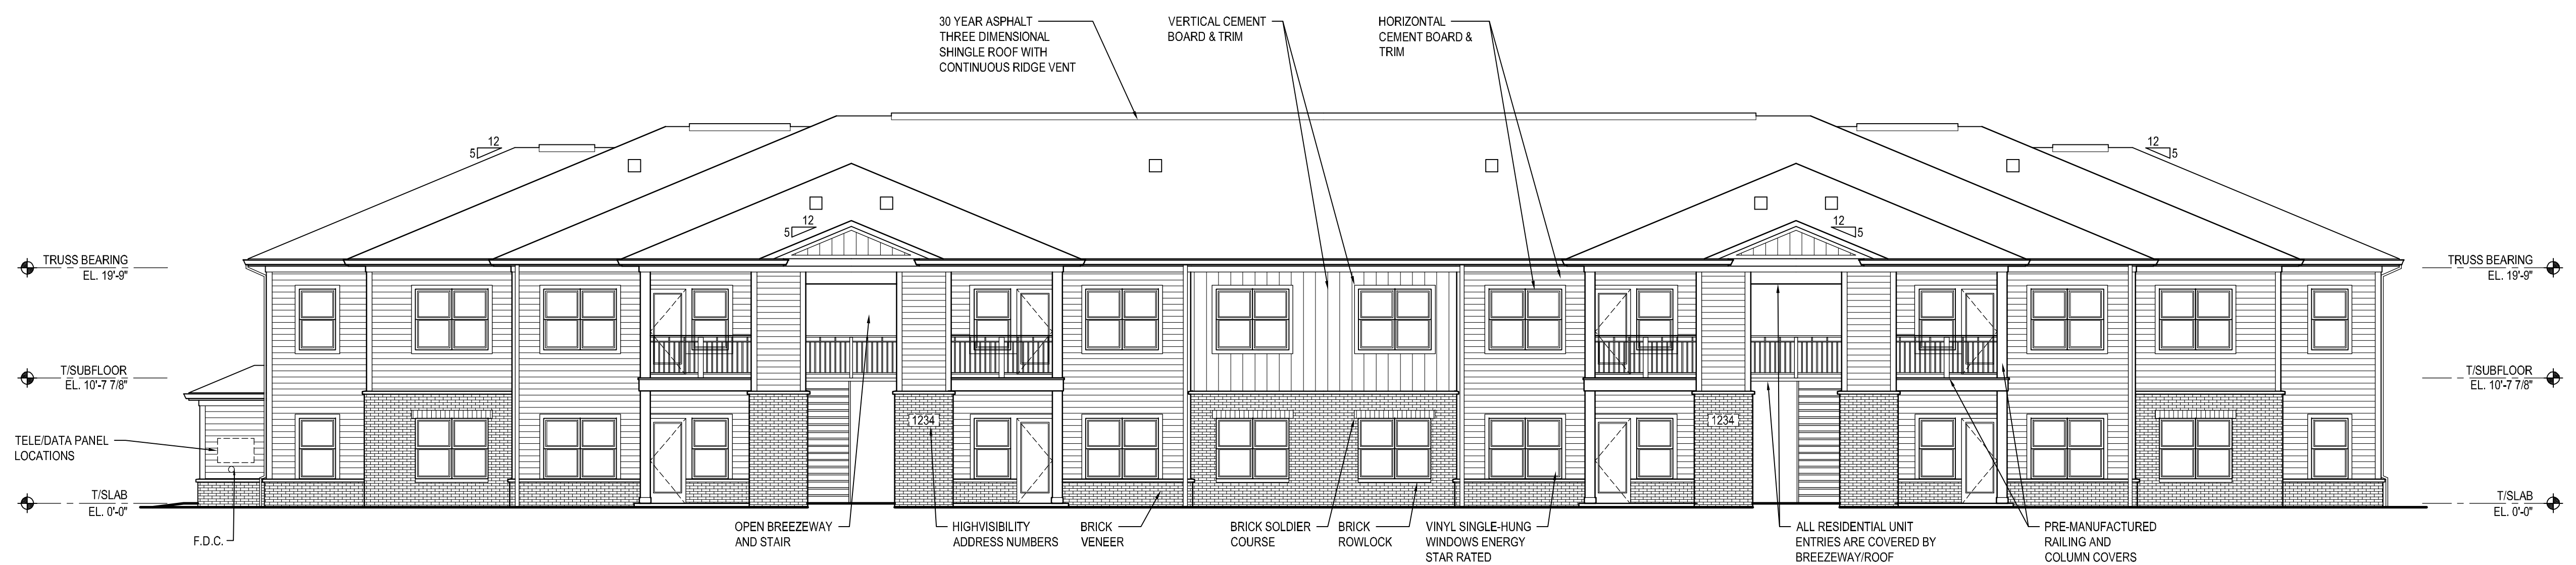 30 YEAR ASPHALT
THREE DIMENSIONAL
SHINGLE ROOF WITH
CONTINUOUS RIDGE VENT
VERTICAL CEMENT
BOARD & TRIM
HORIZONTAL
CEMENT BOARD &
TRIM
12
5
12
5
12
5
12
5
TRUSS BEARING
EL. 19'-9"
TRUSS BEARING
EL. 19'-9"
T/SUBFLOOR
EL. 10'-7 7/8"
T/SUBFLOOR
EL. 10'-7 7/8"
1234
1234
TELE/DATA PANEL
LOCATIONS
T/SLAB
EL. 0'-0"
T/SLAB
EL. 0'-0"
F.D.C.
OPEN BREEZEWAY
AND STAIR
HIGHVISIBILITY
ADDRESS NUMBERS
BRICK
VENEER
BRICK SOLDIER
COURSE
BRICK
ROWLOCK
VINYL SINGLE-HUNG
WINDOWS ENERGY
STAR RATED
ALL RESIDENTIAL UNIT
ENTRIES ARE COVERED BY
BREEZEWAY/ROOF
PRE-MANUFACTURED
RAILING AND
COLUMN COVERS